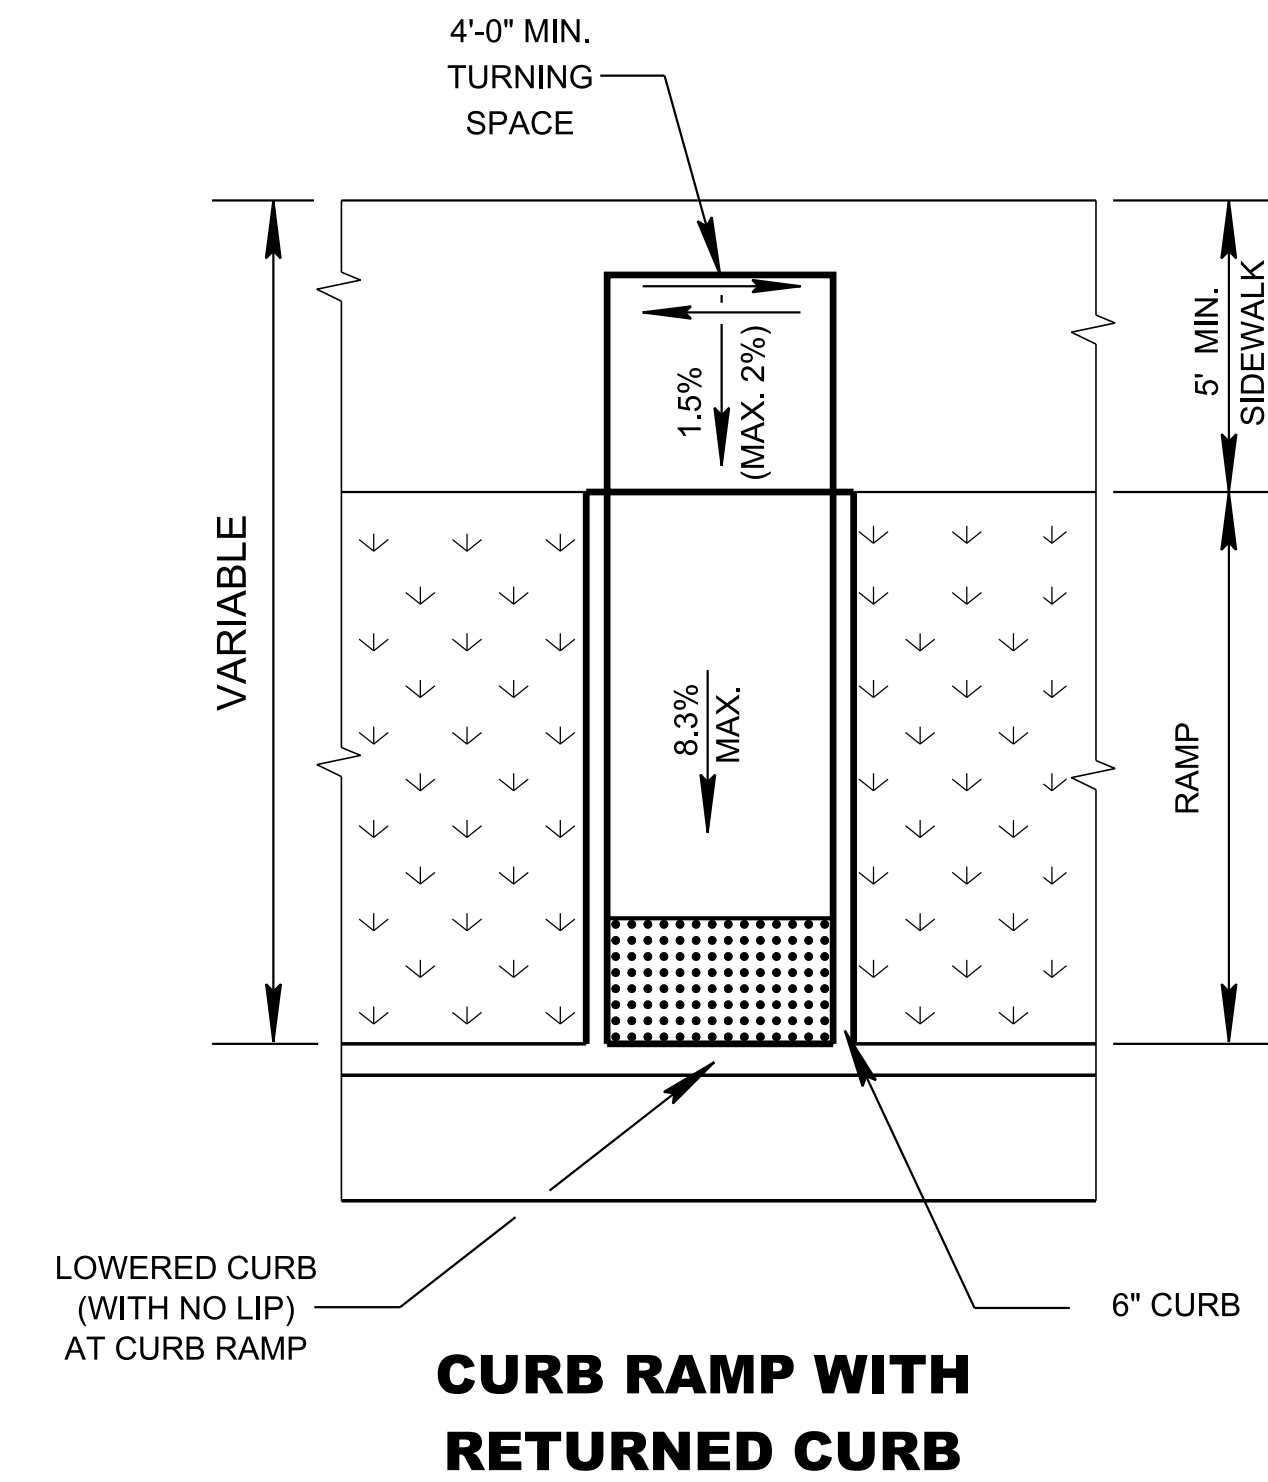 4'-0" MIN.
TURNING
SPACE
5' MIN.
SIDEWALK
1.5%
(MAX. 2%)
VARIABLE
8.3%
MAX.
RAMP
LOWERED CURB
(WITH NO LIP)
AT CURB RAMP
6" CURB
CURB RAMP WITH
RETURNED CURB